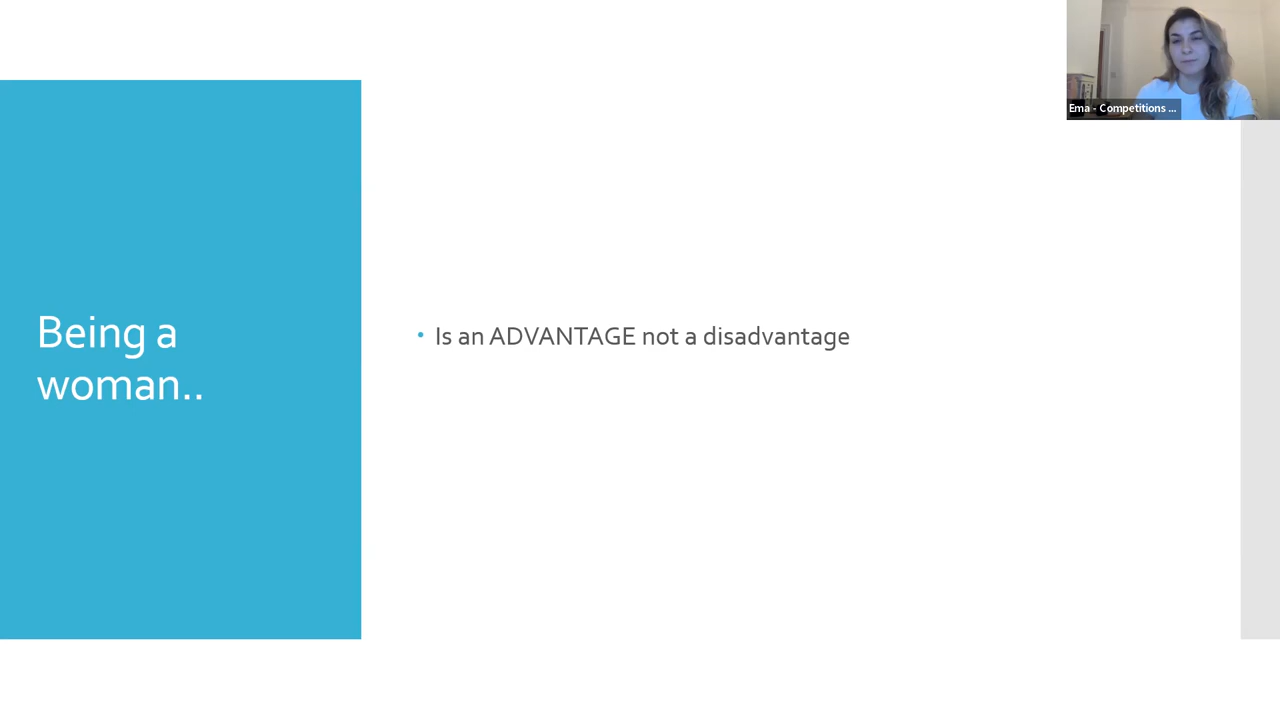 Ema - Competitions ...
Being a
woman..
• Is an ADVANTAGE not a disadvantage